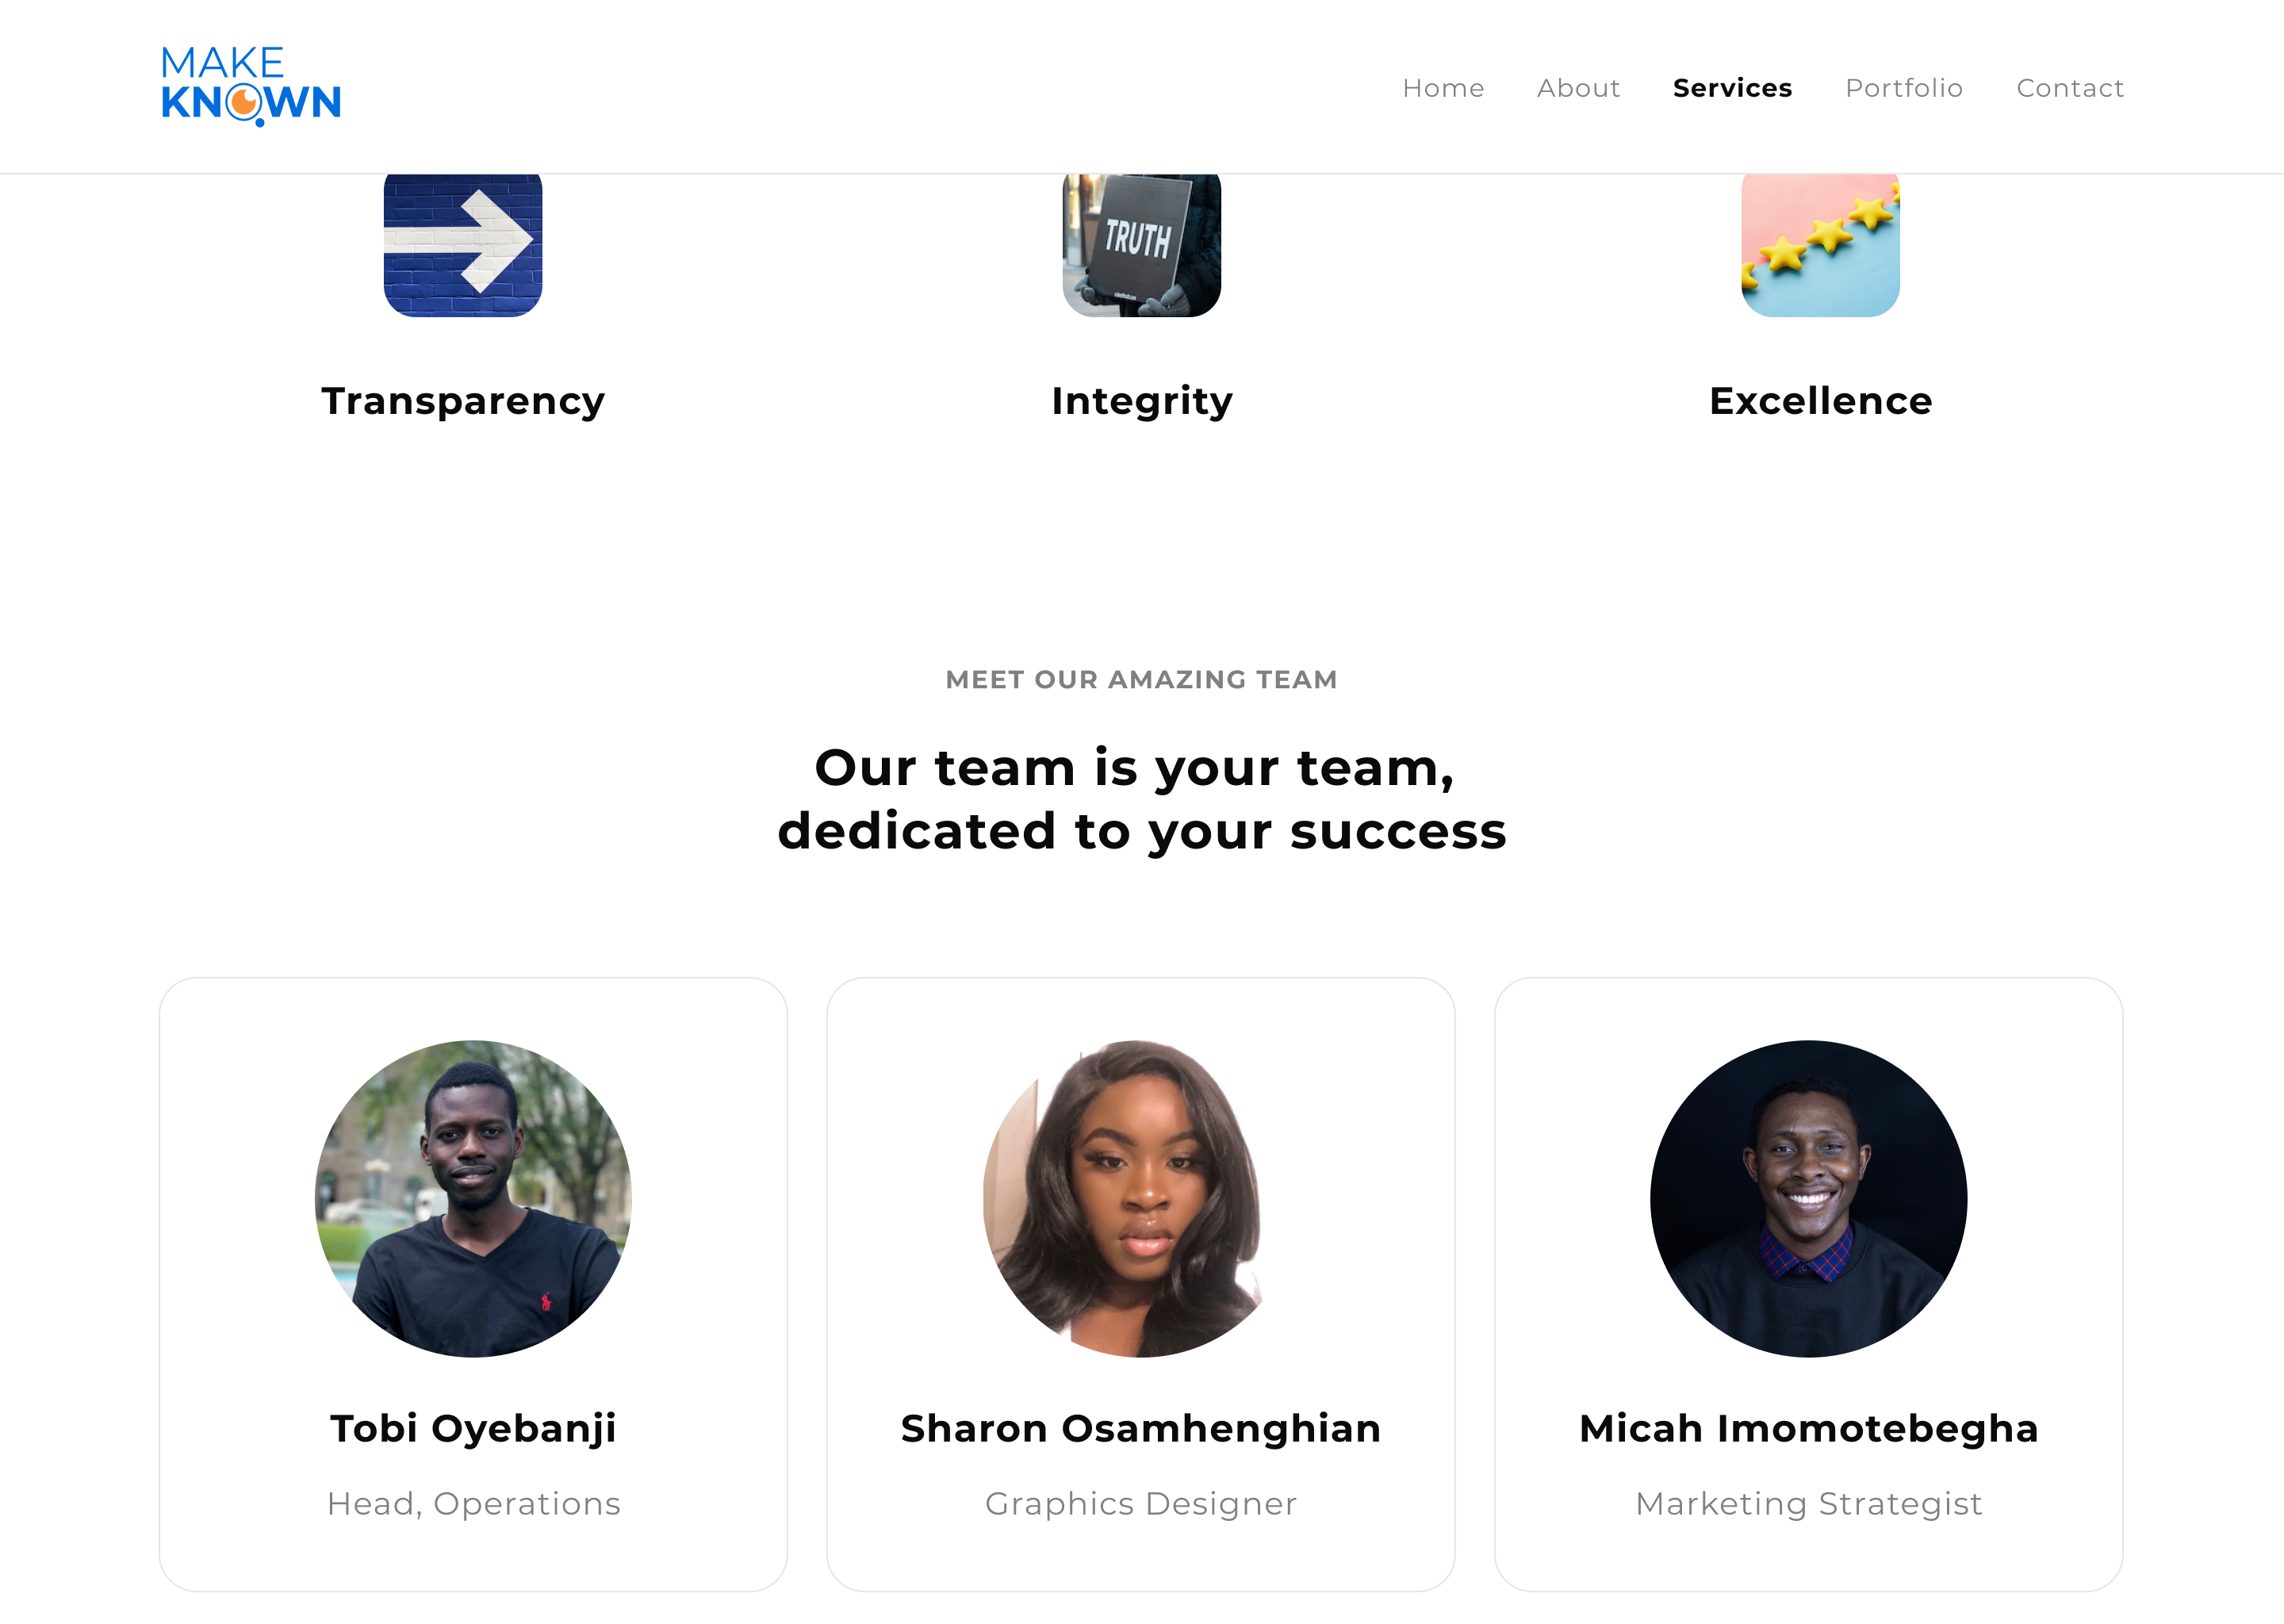 MAKE
KNOWN
Home About Services Portfolio Contact
TRUTH
Transparency Integrity Excellence
MEET OUR AMAZING TEAM
Our team is your team,
dedicated to your success
Tobi Oyebanji Sharon Osamhenghian Micah Imomotebegha
Head, Operations Graphics Designer Marketing Strategist